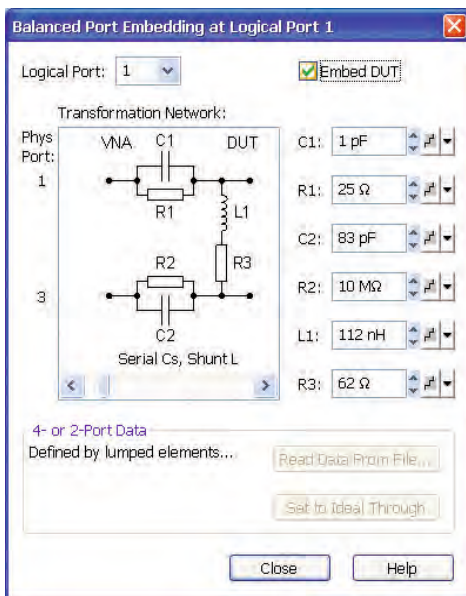 Balanced Port Embedding at Logical Port 1
Logical Port: 1
Embed DUT
Transformation Network:
Phys Port:
VNA C1 DUT
1
R1
L1
R2
R3
3
C2
Serial Cs, Shunt L
C1: 1 pF
R1: 25 Ω
C2: 83 pF
R2: 10 MΩ
L1: 112 nH
R3: 62 Ω
4- or 2-Port Data
Defined by lumped elements...
Read Data From File...
Set to Ideal Through
Close
Help